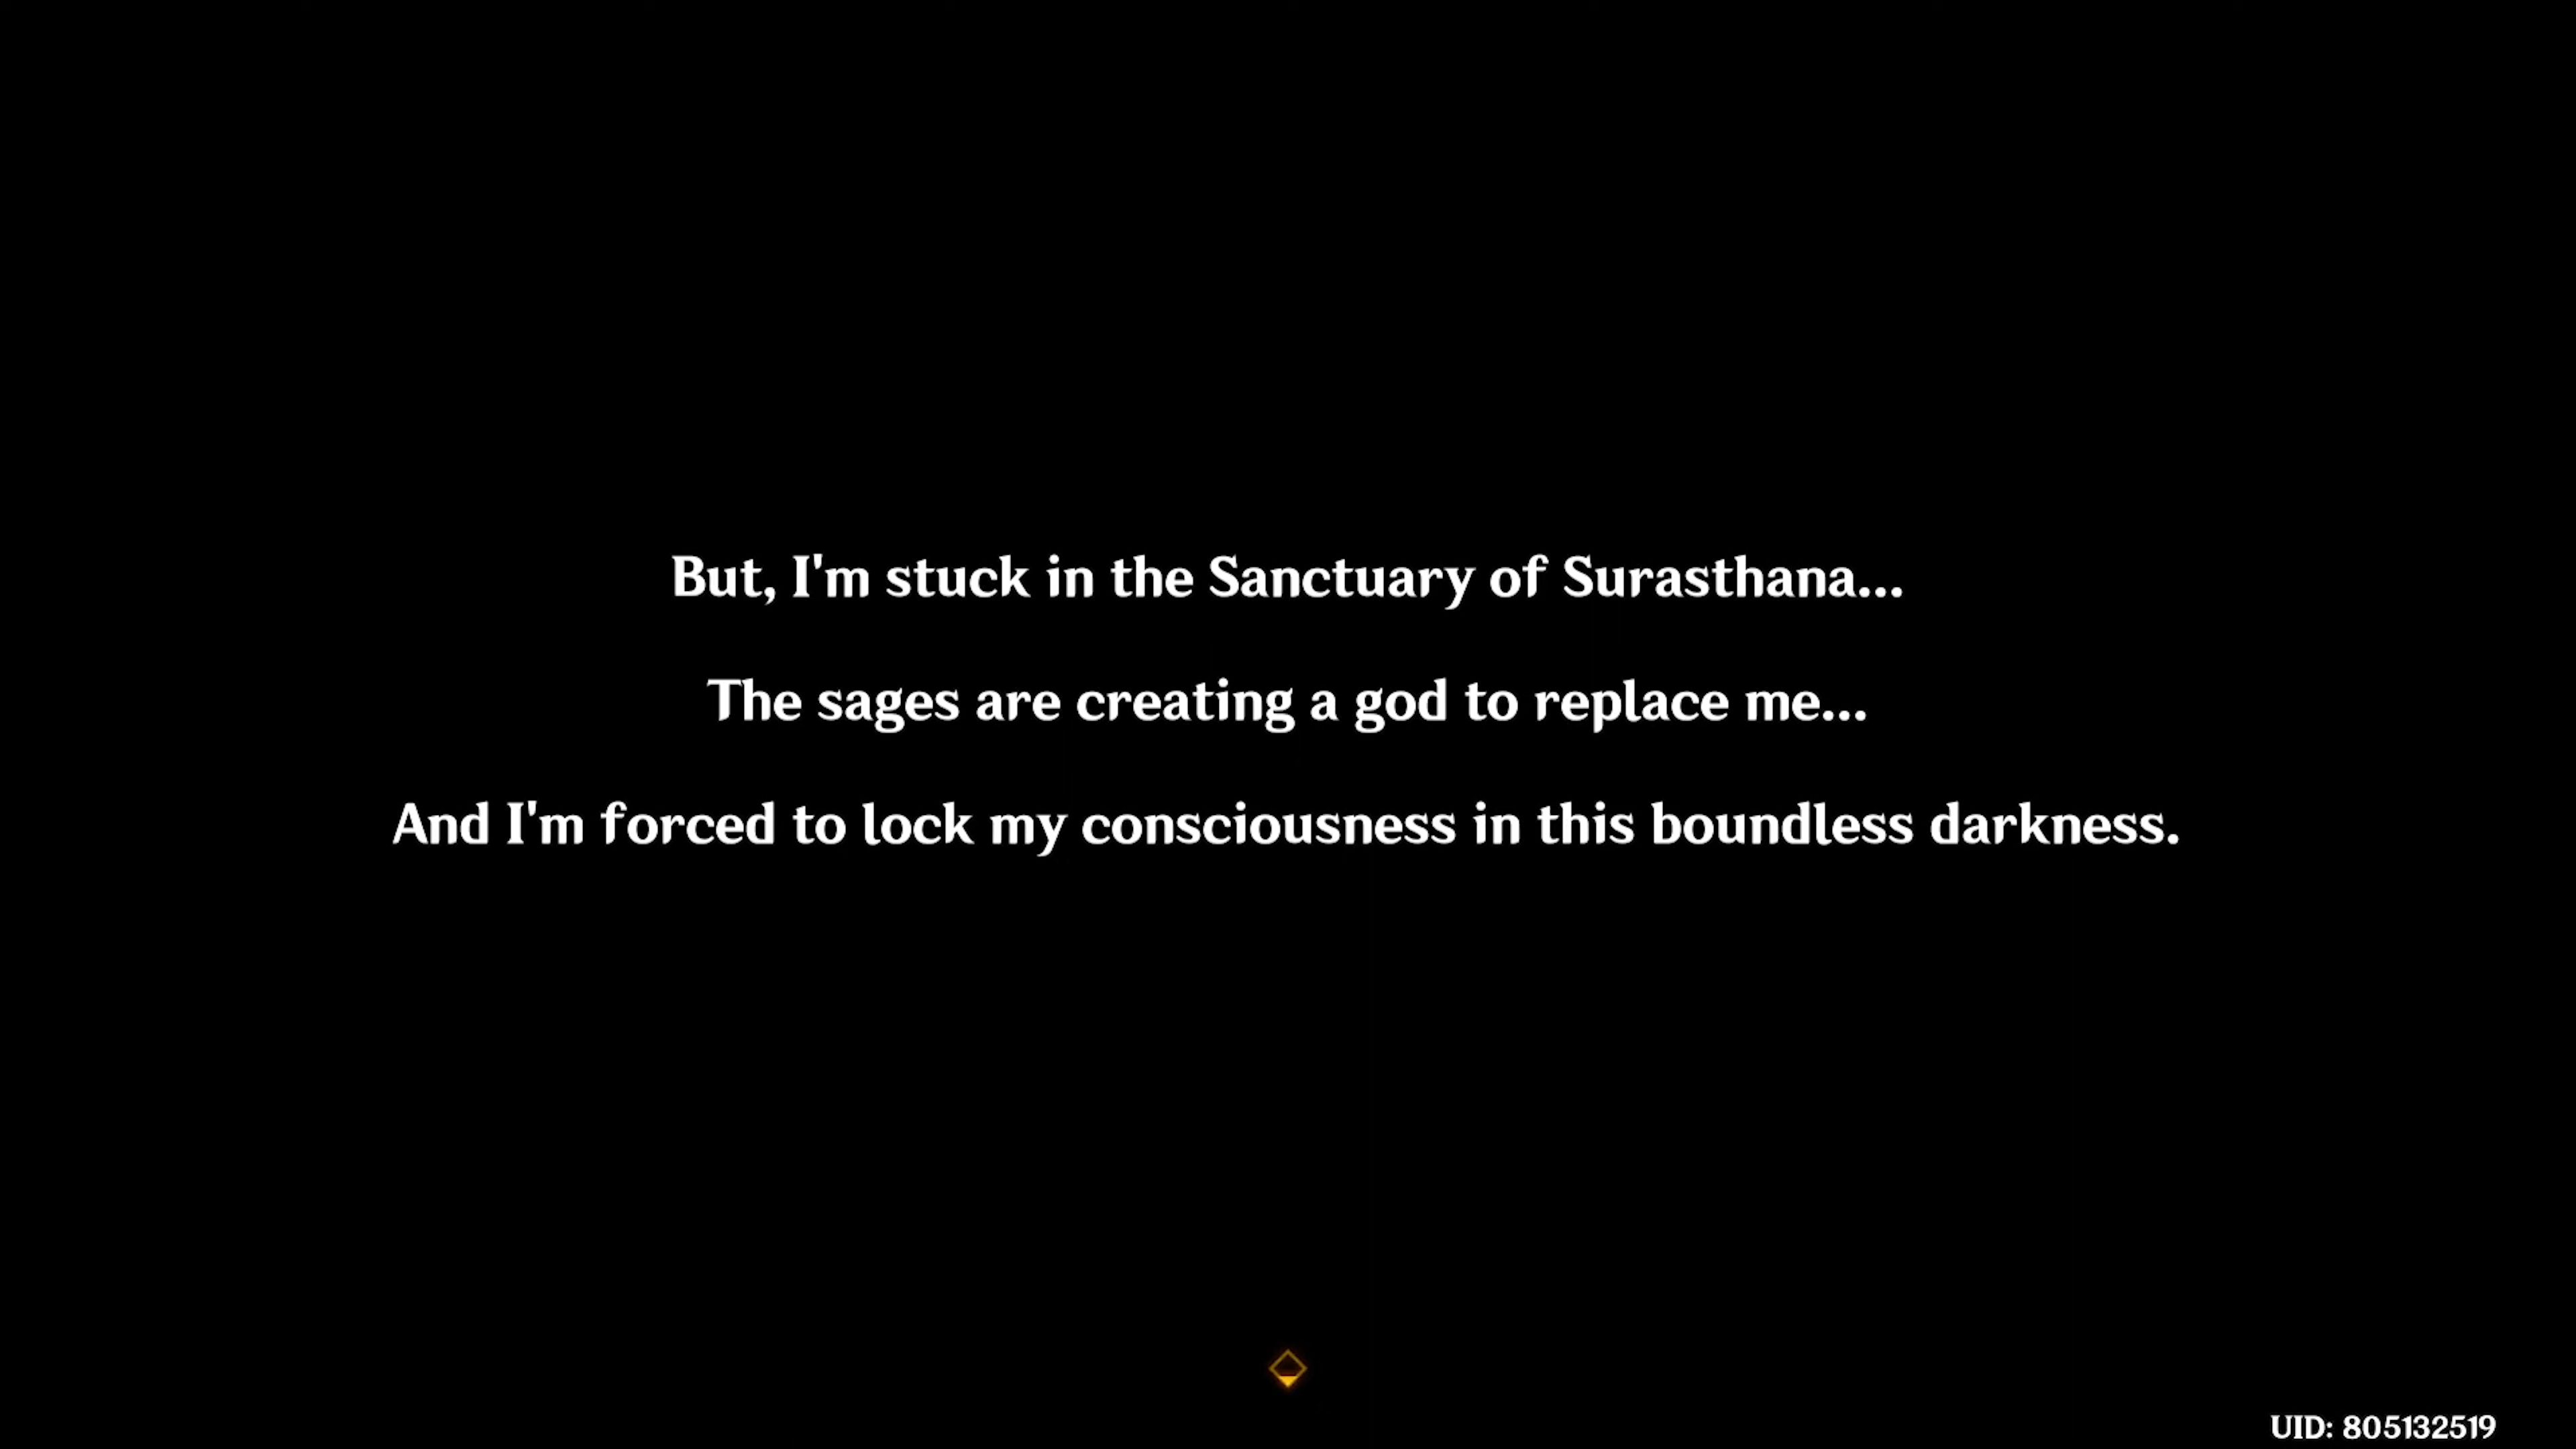 But, I'm stuck in the Sanctuary of Surasthana...
The sages are creating a god to replace me...
And I'm forced to lock my consciousness in this boundless darkness.
UID: 805132519